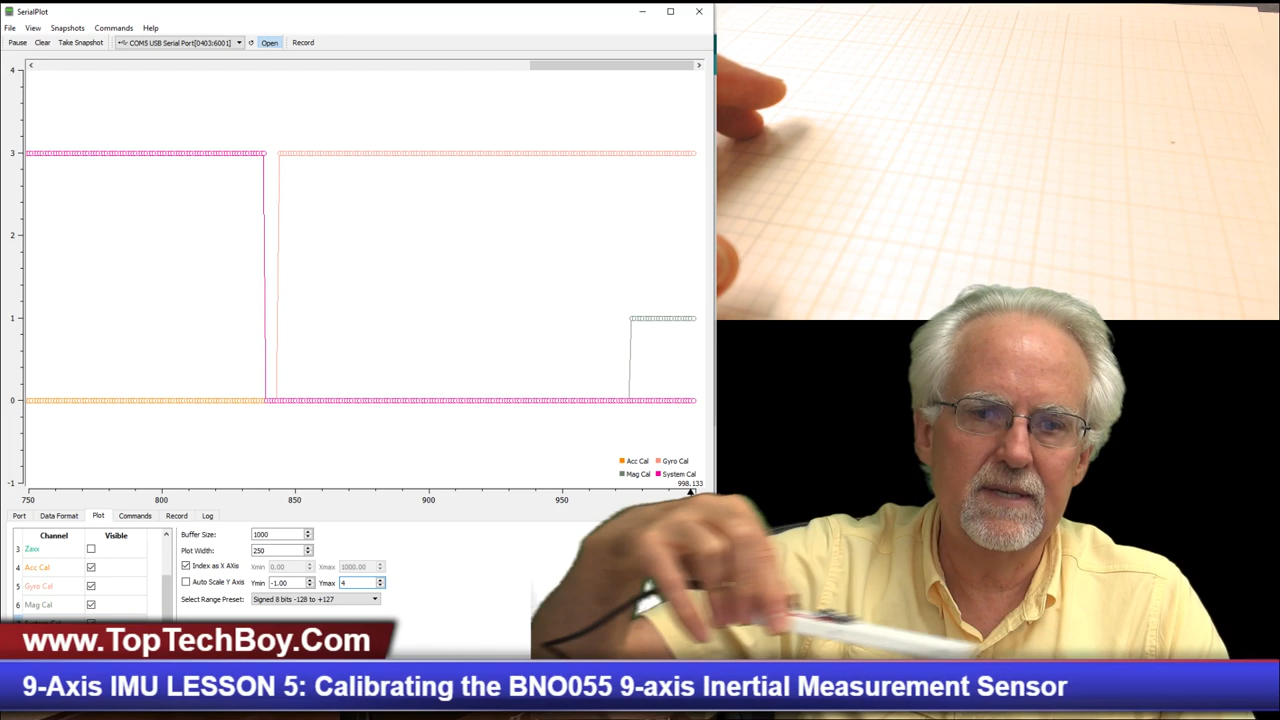 SerialPlot
File View Snapshots Commands Help
Pause Clear Take Snapshot COM5 USB Serial Port[0403:6001] Open Record
4
3
2
1
0
-1
Acc Cal Gyro Cal
Mag Cal System Cal
998.133
750 800 850 900 950
Port Data Format Plot Commands Record Log
Channel Visible
3 Zaxx
4 Acc Cal
5 Gyro Cal
6 Mag Cal
Buffer Size: 1000
Plot Width: 250
Index as X AXis Xmin 0.00 Xmax 1000.00
Auto Scale Y Axis Ymin -1.00 Ymax 4
Select Range Preset: Signed 8 bits -128 to +127
www.TopTechBoy.Com
9-Axis IMU LESSON 5: Calibrating the BNO055 9-axis Inertial Measurement Sensor